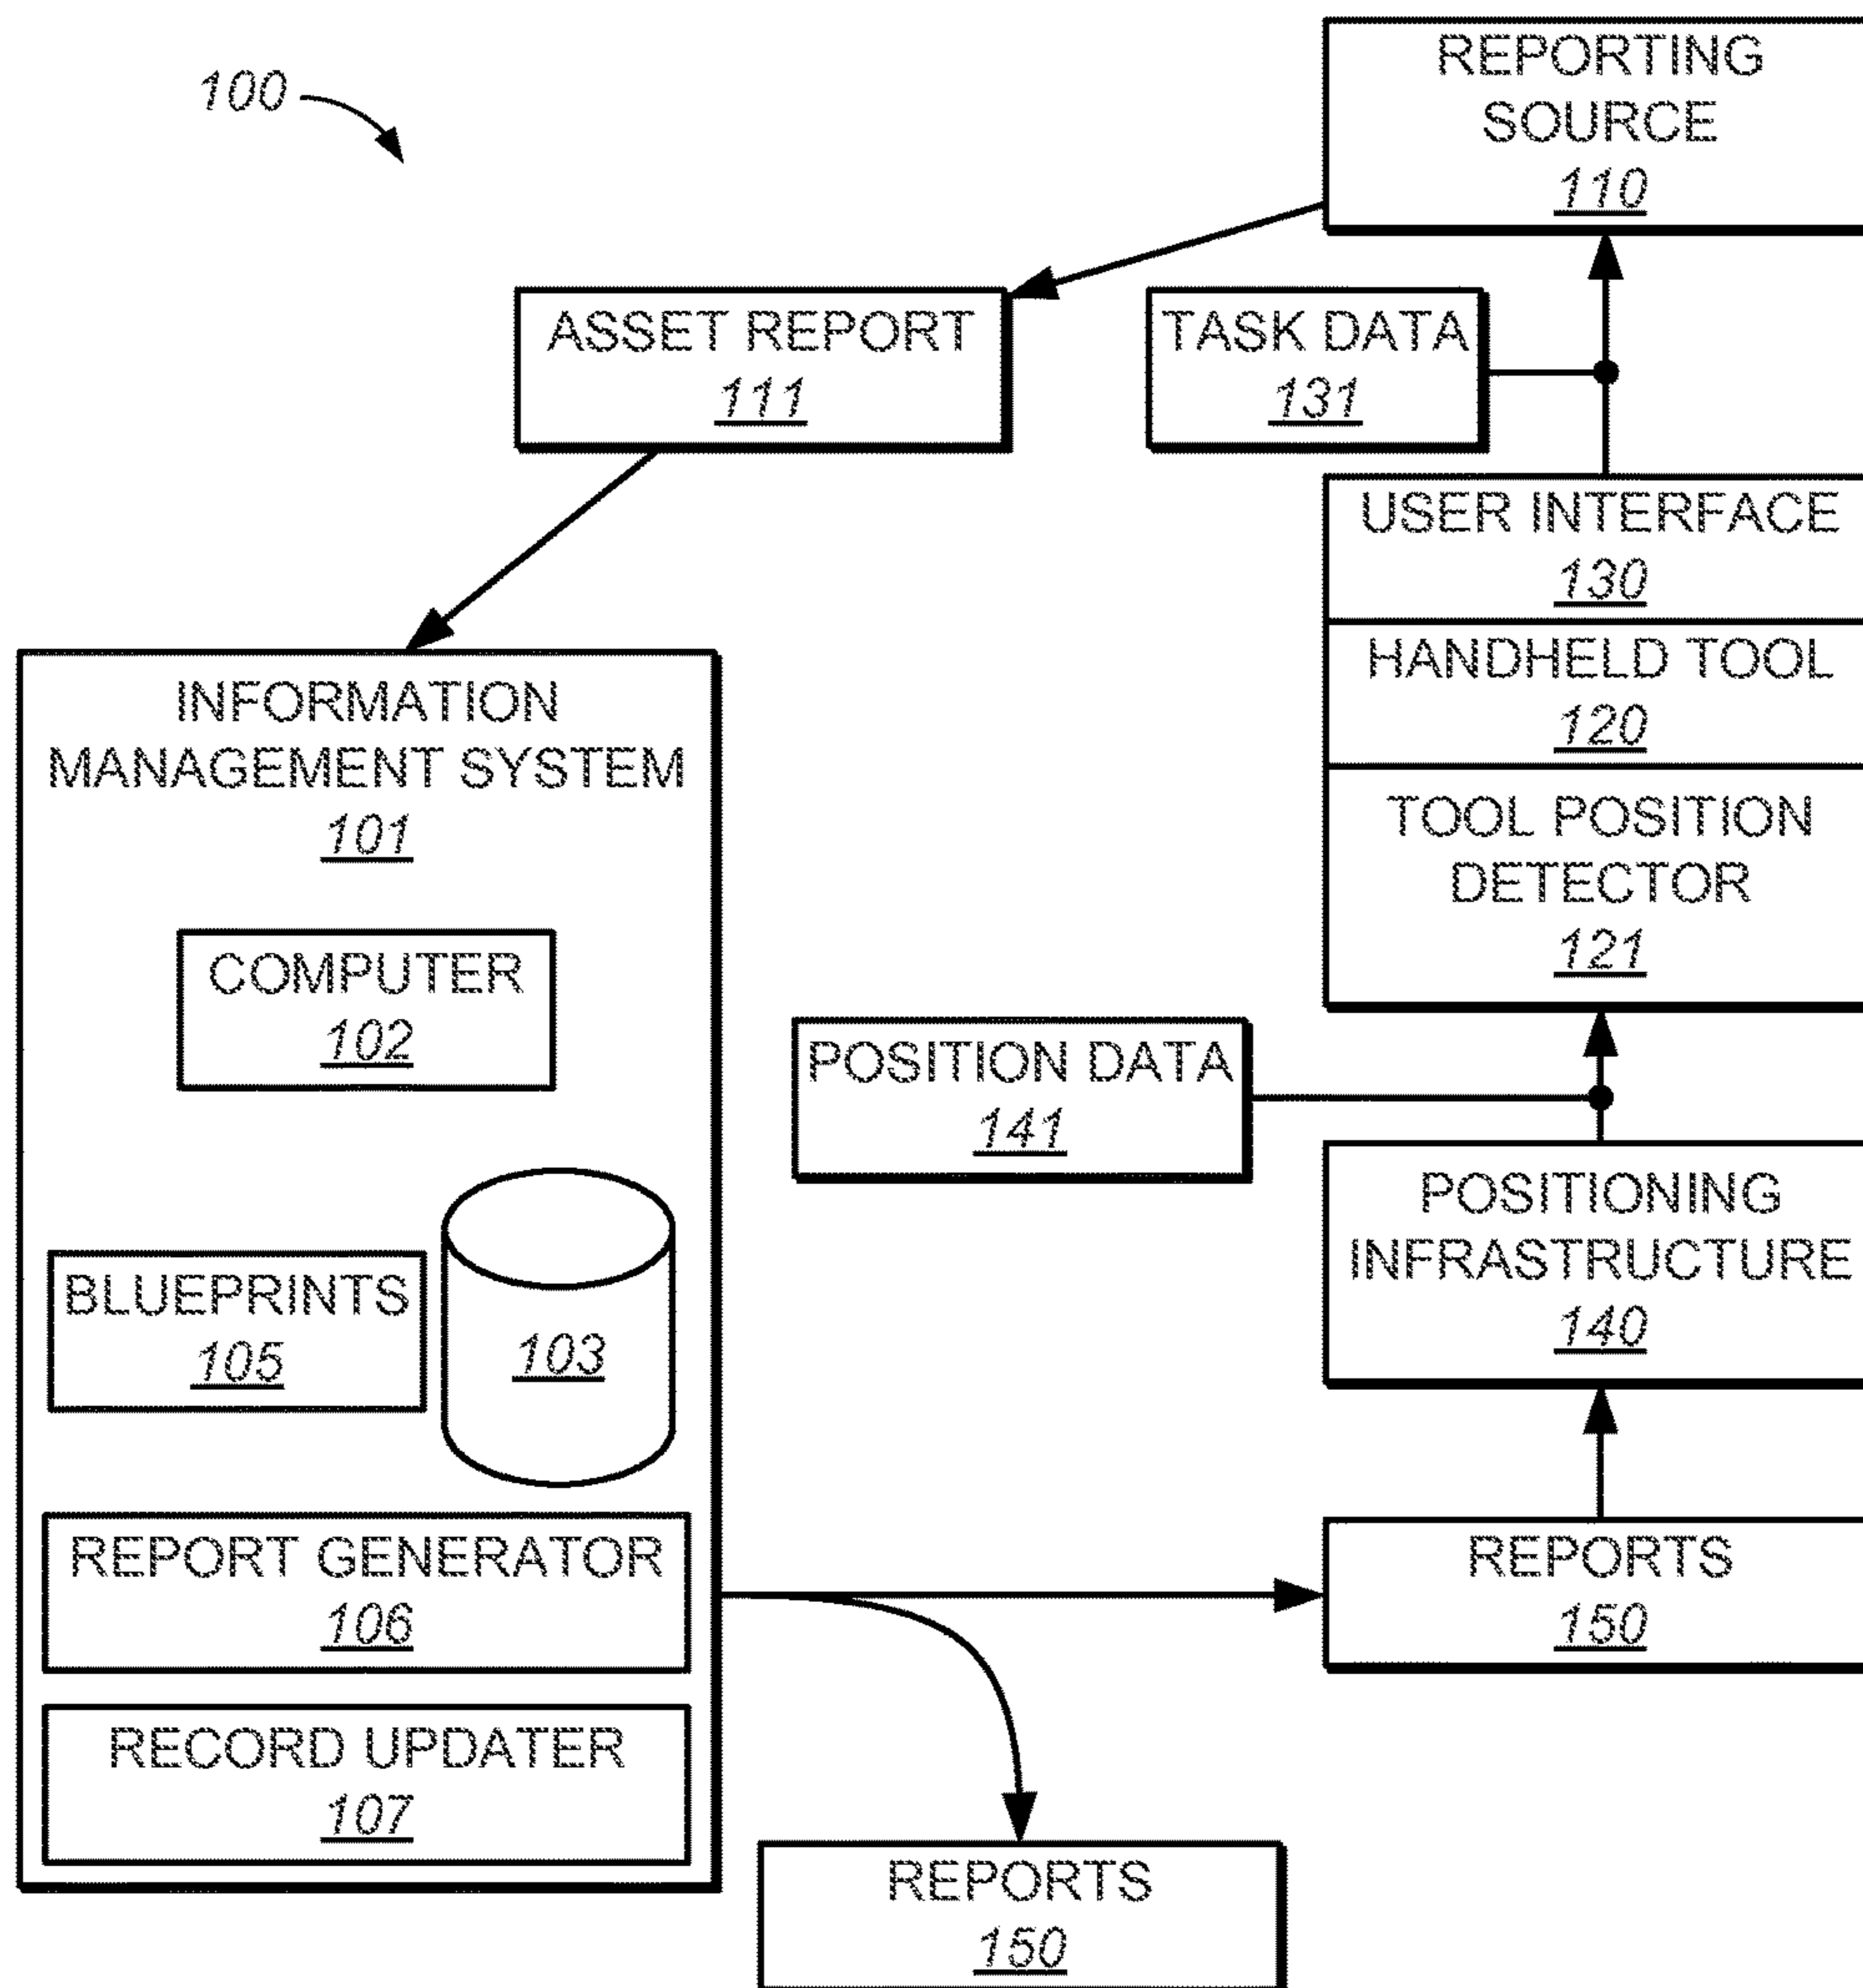 100
REPORTING
SOURCE
110
ASSET REPORT
111
TASK DATA
131
USER INTERFACE
130
HANDHELD TOOL
120
TOOL POSITION
DETECTOR
121
INFORMATION
MANAGEMENT SYSTEM
101
COMPUTER
102
POSITION DATA
141
POSITIONING
INFRASTRUCTURE
140
BLUEPRINTS
105
103
REPORT GENERATOR
106
REPORTS
150
RECORD UPDATER
107
REPORTS
150